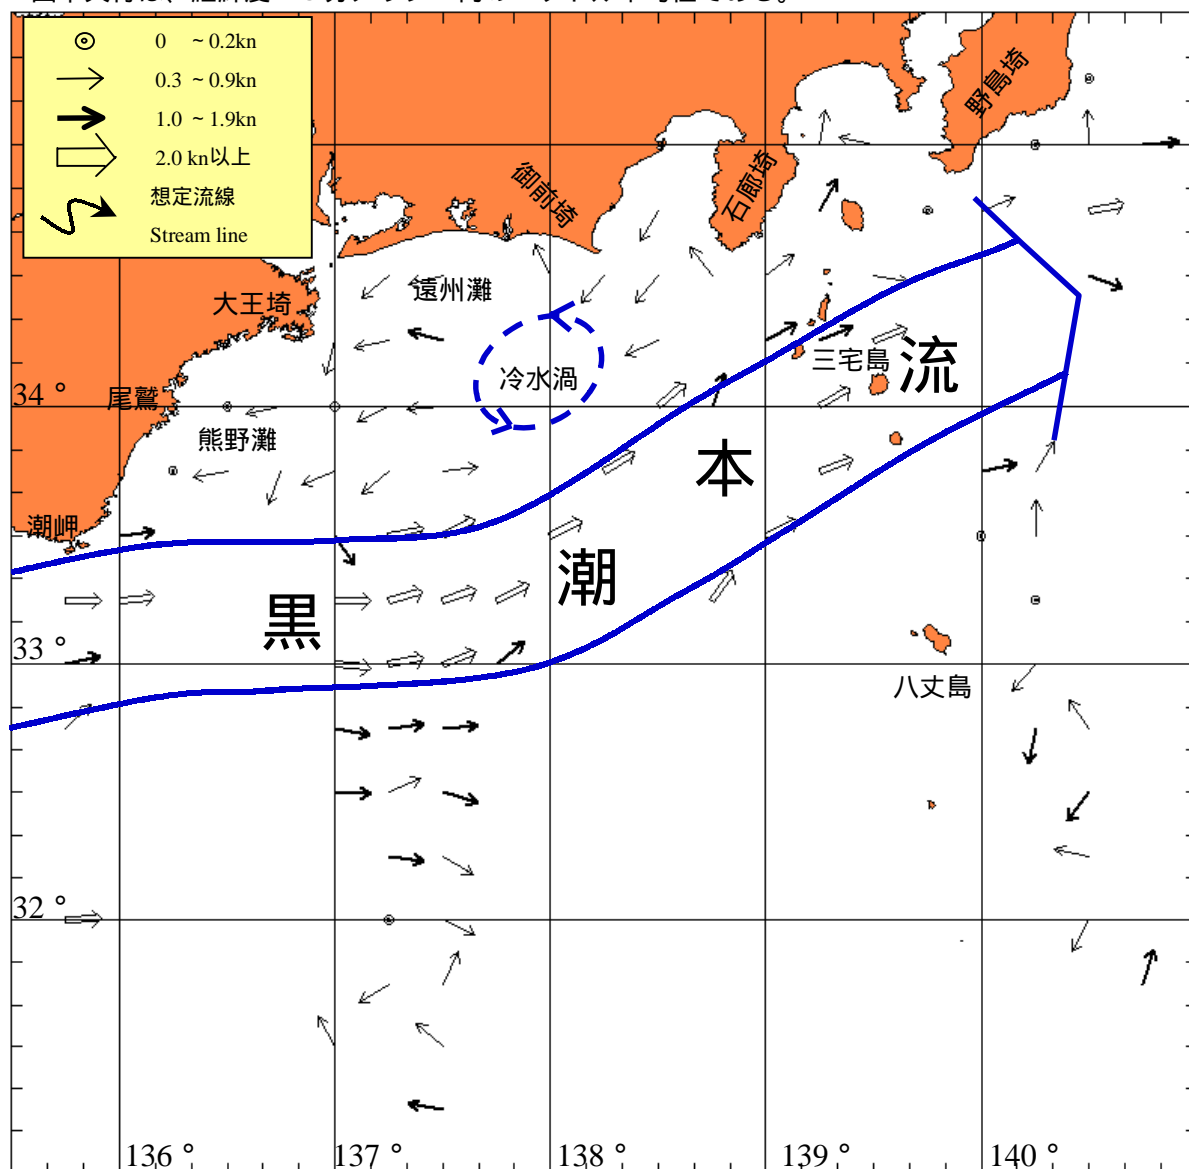 0 ~0.2kn
0.3 ~0.9kn
1.0 ~1.9kn
2.0 kn以上
想定流線
Stream line
野島埼
石廊埼
御前埼
大王埼
遠州灘
三宅島
冷水渦
尾鷲
34°
熊野灘
潮岬
黒潮本流
33°
八丈島
32°
136° 137° 138° 139° 140°